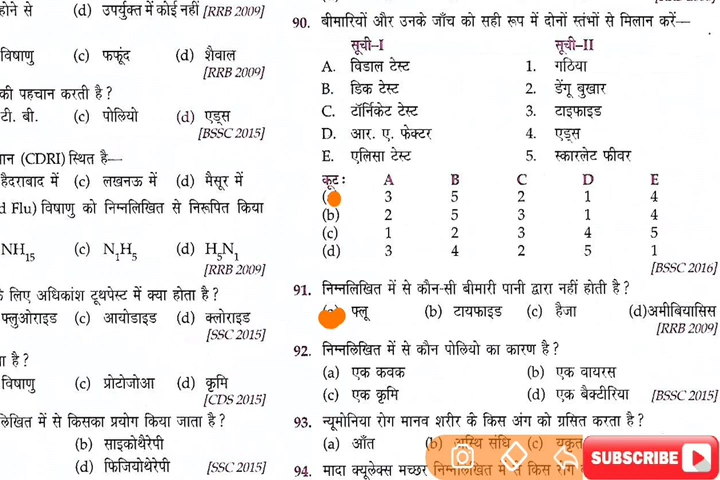 होने से (d) उपर्युक्त में कोई नहीं [RRB 2009]
विषाणु (c) फफूंद (d) शैवाल
[RRB 2009]
की पहचान करती है ?
टी. बी. (c) पोलियो (d) एड्स
[BSSC 2015]
(CDRI) स्थित है—
हैदराबाद में (c) लखनऊ में (d) मैसूर में
Flu) विषाणु को निम्नलिखित से निरूपित किया
NH15 (c) N1H5 (d) H5N1
[RRB 2009]
लिए अधिकांश टूथपेस्ट में क्या होता है ?
फ्लुओराइड (c) आयोडाइड (d) क्लोराइड
[SSC 2015]
है ?
विषाणु (c) प्रोटोजोआ (d) कृमि
[CDS 2015]
में से किसका प्रयोग किया जाता है ?
(b) साइकोथैरेपी
(d) फिजियोथेरेपी [SSC 2015]
90. बीमारियों और उनके जाँच को सही रूप में दोनों स्तंभों से मिलान करें—
सूची-I सूची-II
A. विडाल टेस्ट 1. गठिया
B. डिक टेस्ट 2. डेंगू बुखार
C. टॉर्निकेट टेस्ट 3. टाइफाइड
D. आर. ए. फेक्टर 4. एड्स
E. एलिसा टेस्ट 5. स्कारलेट फीवर
कूट : A B C D E
3 5 2 1 4
(b) 2 5 3 1 4
(c) 1 2 3 4 5
(d) 3 4 2 5 1
[BSSC 2016]
91. निम्नलिखित में से कौन-सी बीमारी पानी द्वारा नहीं होती है ?
फ्लू (b) टायफाइड (c) हैजा (d) अमीबियासिस
[RRB 2009]
92. निम्नलिखित में से कौन पोलियो का कारण है ?
(a) एक कवक (b) एक वायरस
(c) एक कृमि (d) एक बैक्टीरिया [BSSC 2015]
93. न्यूमोनिया रोग मानव शरीर के किस अंग को ग्रसित करता है ?
(a) आँत (b) अस्थि संधि (c) यकृत
94. मादा क्यूलेक्स मच्छर निम्नलिखित में से किस रोग
SUBSCRIBE